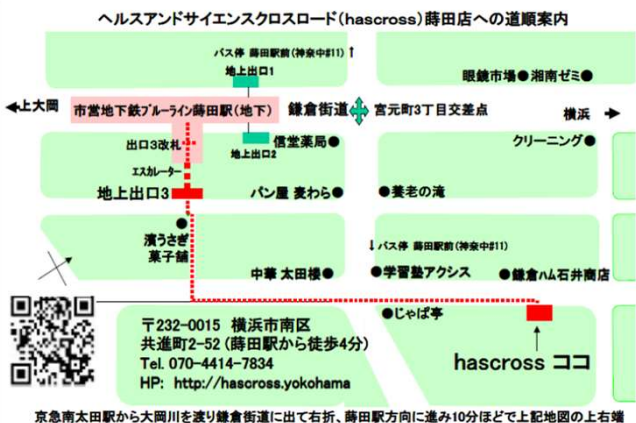 ヘルスアンドサイエンスクロスロード(hascross)蒔田店への道順案内
バス停 蒔田駅前(神奈中#11) ↑
地上出口1
眼鏡市場●湘南ゼミ●
←上大岡
市営地下鉄ブルーライン蒔田駅(地下)
鎌倉街道
宮元町3丁目交差点
横浜 →
出口3改札
地上出口2
信堂薬局●
クリーニング●
エスカレーター
地上出口3
パン屋 麦わら●
●養老の滝
●
濱うさぎ
菓子舗
↓バス停 蒔田駅前(神奈中#11)
中華 太田楼●
●学習塾アクシス
●鎌倉ハム石井商店
〒232-0015 横浜市南区
共進町2-52 (蒔田駅から徒歩4分)
Tel. 070-4414-7834
HP: http://hascross.yokohama
●じゃぱ亭
hascross ココ
京急南太田駅から大岡川を渡り鎌倉街道に出て右折、蒔田駅方向に進み10分ほどで上記地図の上右端